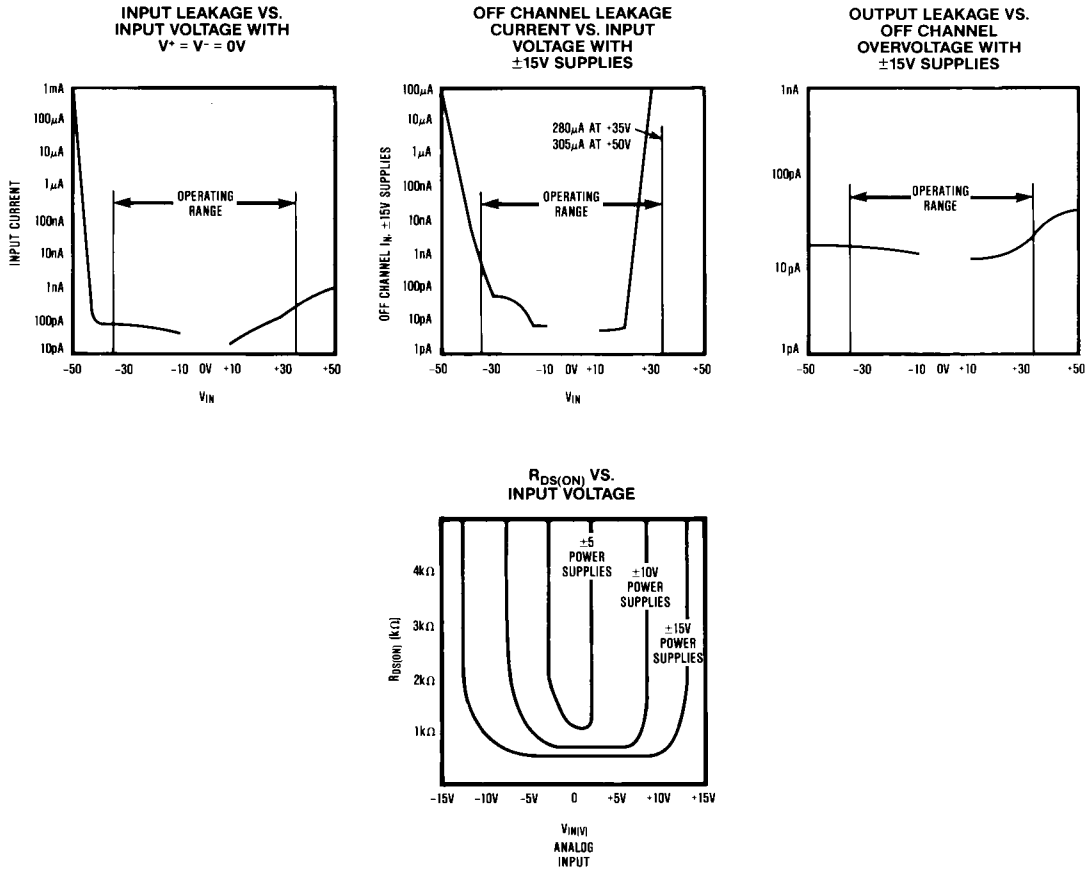 INPUT LEAKAGE VS.
INPUT VOLTAGE WITH
V⁺ = V⁻ = 0V
1mA
100µA
10µA
1µA
100nA
10nA
1nA
100pA
10pA
INPUT CURRENT
OPERATING
RANGE
-50
-30
-10
0V
+10
+30
+50
VIN
OFF CHANNEL LEAKAGE
CURRENT VS. INPUT
VOLTAGE WITH
±15V SUPPLIES
100µA
10µA
1µA
100nA
10nA
1nA
100pA
10pA
1pA
OFF CHANNEL IN, ±15V SUPPLIES
280µA AT +35V
305µA AT +50V
OPERATING
RANGE
-50
-30
-10
0V
+10
+30
+50
VIN
OUTPUT LEAKAGE VS.
OFF CHANNEL
OVERVOLTAGE WITH
±15V SUPPLIES
1nA
100pA
10pA
1pA
OPERATING
RANGE
-50
-30
-10
0V
+10
+30
+50
RDS(ON) VS.
INPUT VOLTAGE
4kΩ
3kΩ
2kΩ
1kΩ
RDS(ON) (kΩ)
±5
POWER
SUPPLIES
±10V
POWER
SUPPLIES
±15V
POWER
SUPPLIES
-15V
-10V
-5V
0
+5V
+10V
+15V
VIN(V)
ANALOG
INPUT